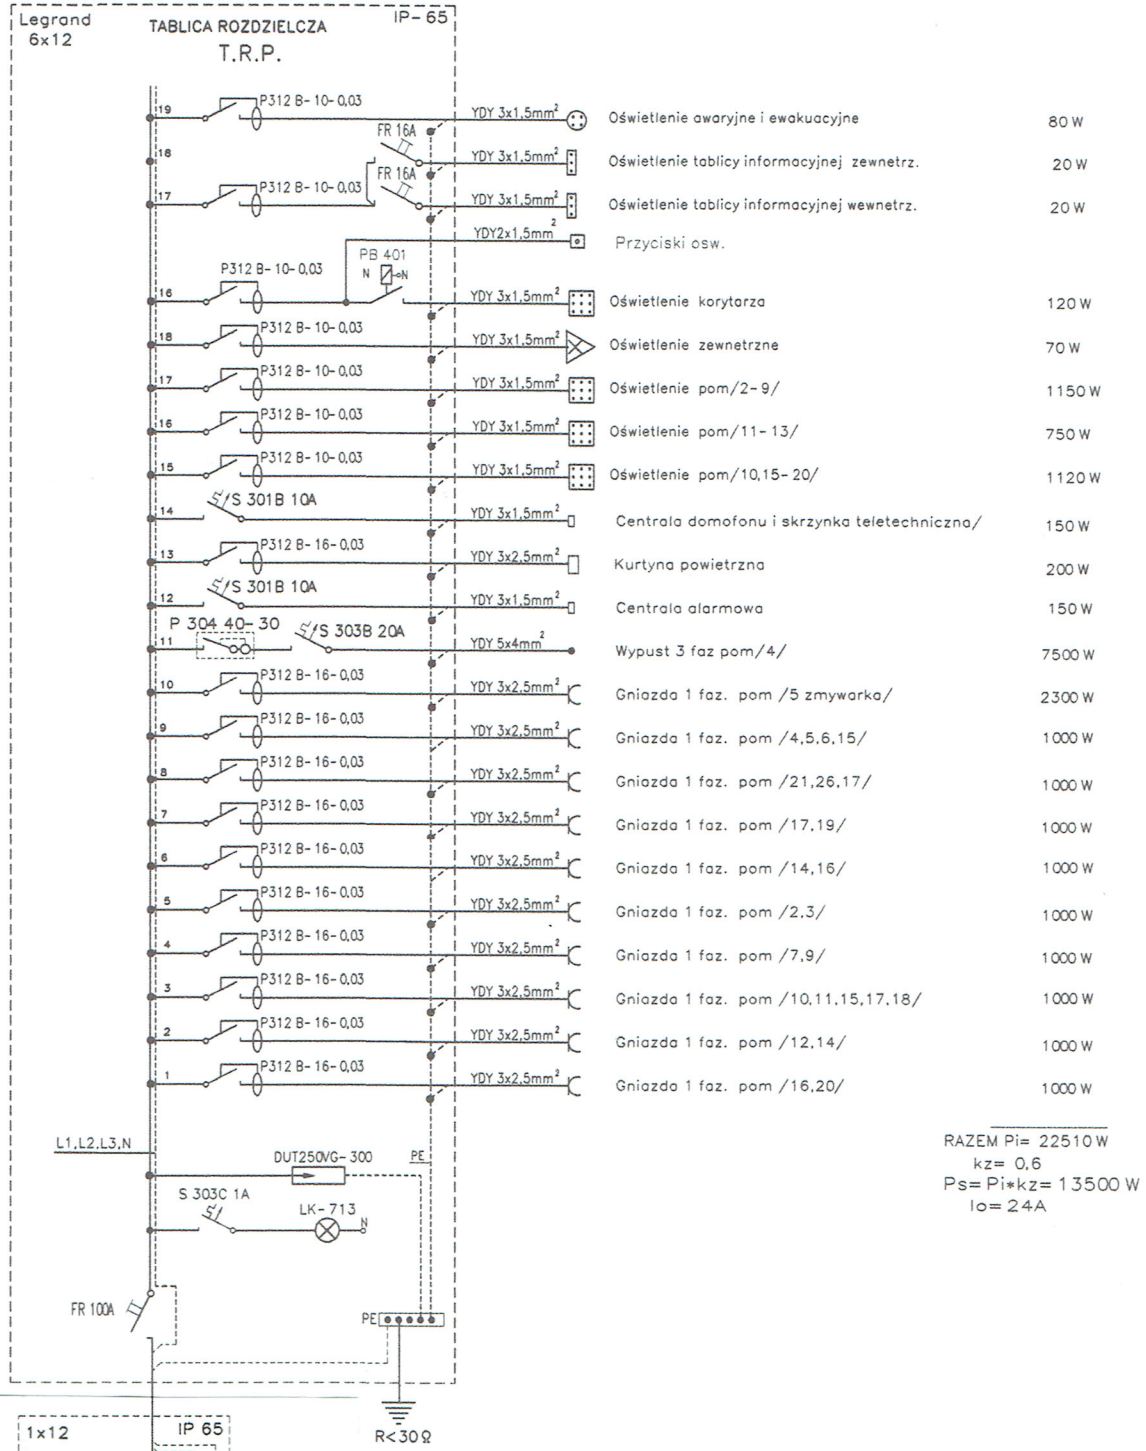 Legrand
6x12
TABLICA ROZDZIELCZA
T.R.P.
IP-65
19 P312 B-10-0,03 YDY 3x1,5mm² Oświetlenie awaryjne i ewakuacyjne 80 W
FR 16A
18 YDY 3x1,5mm² Oświetlenie tablicy informacyjnej zewnetrz. 20 W
FR 16A
17 P312 B-10-0,03 YDY 3x1,5mm² Oświetlenie tablicy informacyjnej wewnetrz. 20 W
YDY2x1,5mm² Przyciski osw.
PB 401
N N
16 P312 B-10-0,03 YDY 3x1,5mm² Oświetlenie korytarza 120 W
18 P312 B-10-0,03 YDY 3x1,5mm² Oświetlenie zewnetrzne 70 W
17 P312 B-10-0,03 YDY 3x1,5mm² Oświetlenie pom/2-9/ 1150 W
16 P312 B-10-0,03 YDY 3x1,5mm² Oświetlenie pom/11-13/ 750 W
15 P312 B-10-0,03 YDY 3x1,5mm² Oświetlenie pom/10,15-20/ 1120 W
14 S 301B 10A YDY 3x1,5mm² Centrala domofonu i skrzynka teletechniczna/ 150 W
13 P312 B-16-0,03 YDY 3x2,5mm² Kurtyna powietrzna 200 W
12 S 301B 10A YDY 3x1,5mm² Centrala alarmowa 150 W
11 P 304 40-30 S 303B 20A YDY 5x4mm² Wypust 3 faz pom/4/ 7500 W
10 P312 B-16-0,03 YDY 3x2,5mm² Gniazda 1 faz. pom /5 zmywarka/ 2300 W
9 P312 B-16-0,03 YDY 3x2,5mm² Gniazda 1 faz. pom /4,5,6,15/ 1000 W
8 P312 B-16-0,03 YDY 3x2,5mm² Gniazda 1 faz. pom /21,26,17/ 1000 W
7 P312 B-16-0,03 YDY 3x2,5mm² Gniazda 1 faz. pom /17,19/ 1000 W
6 P312 B-16-0,03 YDY 3x2,5mm² Gniazda 1 faz. pom /14,16/ 1000 W
5 P312 B-16-0,03 YDY 3x2,5mm² Gniazda 1 faz. pom /2,3/ 1000 W
4 P312 B-16-0,03 YDY 3x2,5mm² Gniazda 1 faz. pom /7,9/ 1000 W
3 P312 B-16-0,03 YDY 3x2,5mm² Gniazda 1 faz. pom /10,11,15,17,18/ 1000 W
2 P312 B-16-0,03 YDY 3x2,5mm² Gniazda 1 faz. pom /12,14/ 1000 W
1 P312 B-16-0,03 YDY 3x2,5mm² Gniazda 1 faz. pom /16,20/ 1000 W
RAZEM Pi= 22510 W
kz= 0,6
Ps= Pi*kz= 13500 W
Io= 24A
L1,L2,L3,N
DUT250VG-300
PE
S 303C 1A
LK-713
N
FR 100A
PE
R<30Ω
1x12
IP 65